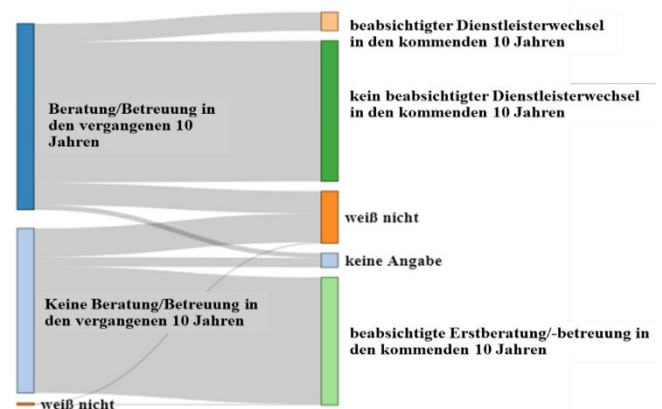 beabsichtigter Dienstleisterwechsel
in den kommenden 10 Jahren
kein beabsichtigter Dienstleisterwechsel
in den kommenden 10 Jahren
Beratung/Betreuung in
den vergangenen 10
Jahren
weiß nicht
keine Angabe
Keine Beratung/Betreuung in
den vergangenen 10 Jahren
beabsichtigte Erstberatung/-betreuung in
den kommenden 10 Jahren
weiß nicht